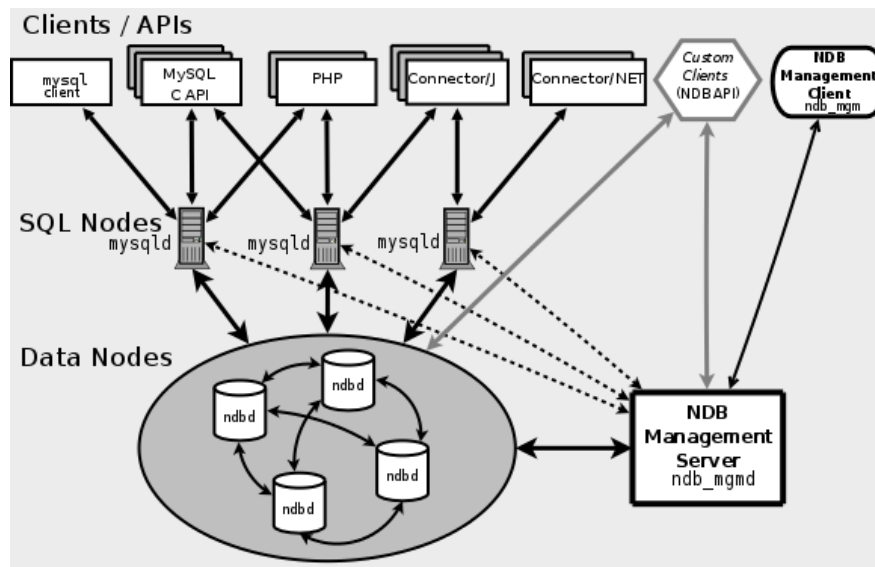 Clients / APIs
mysql
client
MySQL
C API
PHP
Connector/J
Connector/NET
Custom
Clients
(NDBAPI)
NDB
Management
Client
ndb_mgm
SQL Nodes
mysqld
mysqld
mysqld
Data Nodes
ndbd
ndbd
ndbd
ndbd
NDB
Management
Server
ndb_mgmd